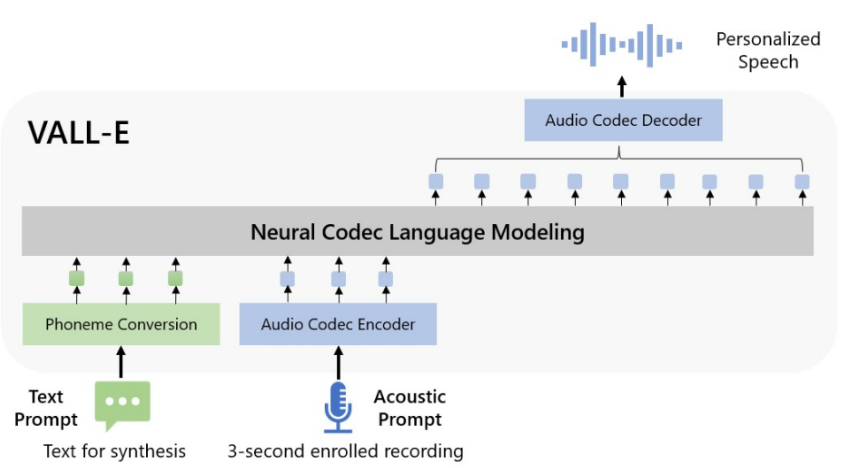 Personalized
Speech
Audio Codec Decoder
VALL-E
Neural Codec Language Modeling
Phoneme Conversion
Audio Codec Encoder
Text
Prompt
Acoustic
Prompt
Text for synthesis
3-second enrolled recording